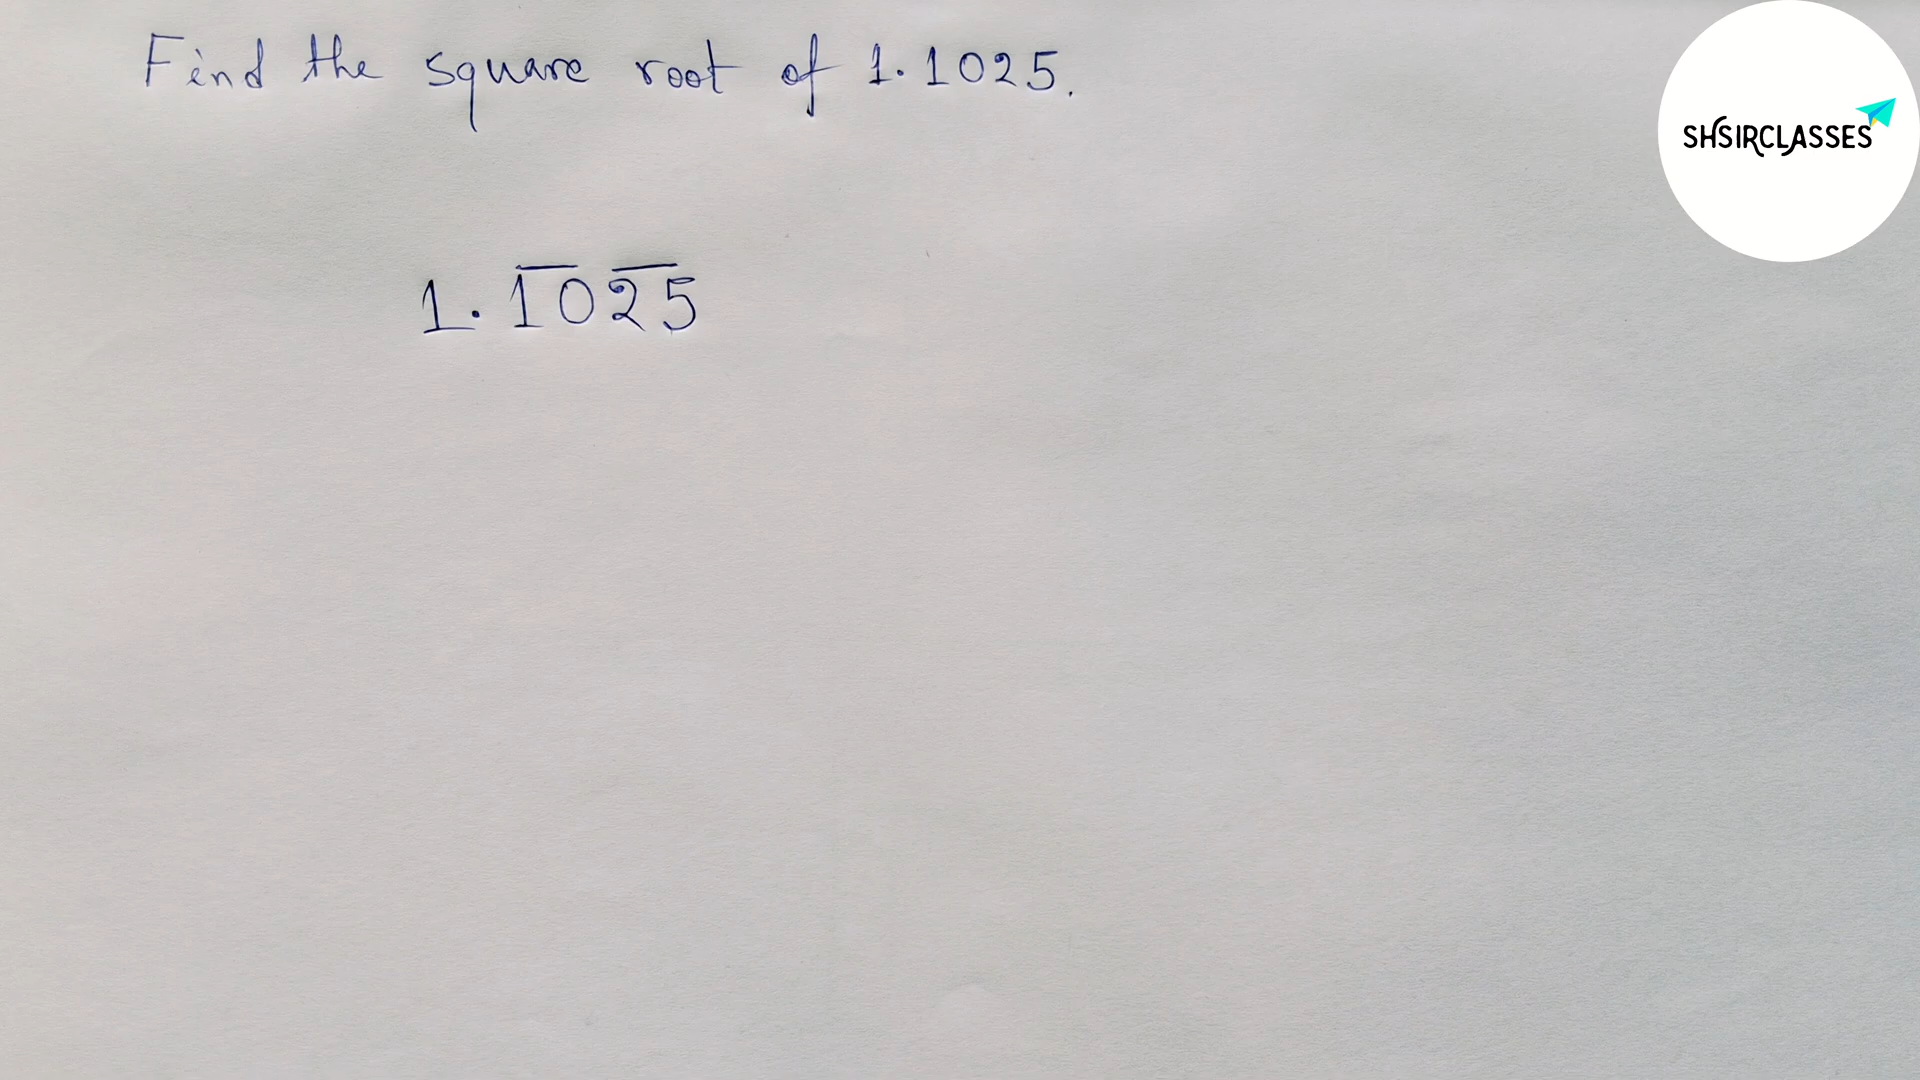 Find the square root of 1.1025.
SHSIRCLASSES
1.1025